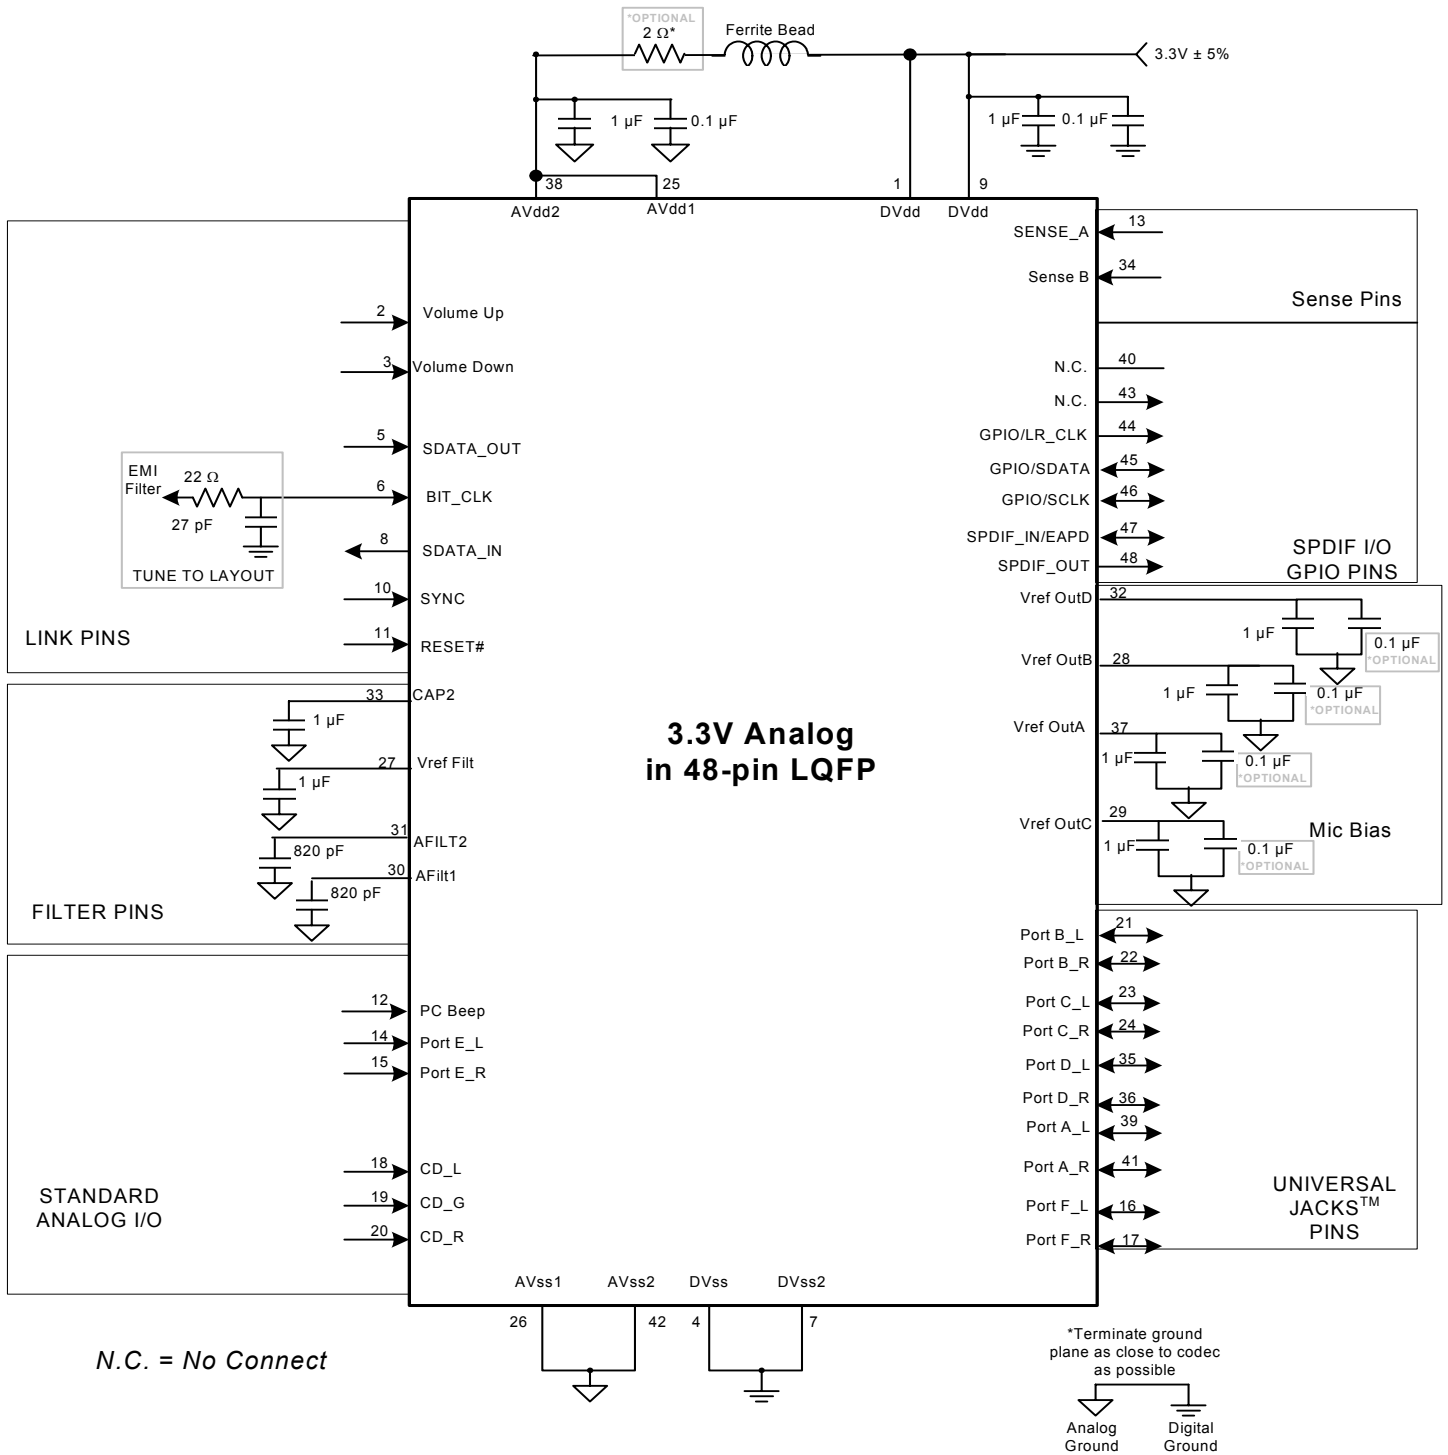 *OPTIONAL
2 Ω*
Ferrite Bead
3.3V ± 5%
1 µF
0.1 µF
1 µF
0.1 µF
38
25
1
9
AVdd2
AVdd1
DVdd
DVdd
2
Volume Up
3
Volume Down
5
SDATA_OUT
EMI
Filter
22 Ω
27 pF
TUNE TO LAYOUT
6
BIT_CLK
8
SDATA_IN
10
SYNC
11
RESET#
LINK PINS
33
CAP2
1 µF
27
Vref Filt
1 µF
31
AFILT2
820 pF
30
AFilt1
820 pF
FILTER PINS
12
PC Beep
14
Port E_L
15
Port E_R
18
CD_L
19
CD_G
20
CD_R
STANDARD
ANALOG I/O
3.3V Analog
in 48-pin LQFP
SENSE_A
13
Sense B
34
Sense Pins
N.C.
40
N.C.
43
GPIO/LR_CLK
44
GPIO/SDATA
45
GPIO/SCLK
46
SPDIF_IN/EAPD
47
SPDIF_OUT
48
SPDIF I/O
GPIO PINS
Vref OutD
32
1 µF
0.1 µF
*OPTIONAL
Vref OutB
28
1 µF
0.1 µF
*OPTIONAL
Vref OutA
37
1 µF
0.1 µF
*OPTIONAL
Vref OutC
29
1 µF
0.1 µF
*OPTIONAL
Mic Bias
Port B_L
21
Port B_R
22
Port C_L
23
Port C_R
24
Port D_L
35
Port D_R
36
Port A_L
39
Port A_R
41
Port F_L
16
Port F_R
17
UNIVERSAL
JACKS™
PINS
AVss1
AVss2
DVss
DVss2
26
42
4
7
N.C. = No Connect
*Terminate ground
plane as close to codec
as possible
Analog
Ground
Digital
Ground